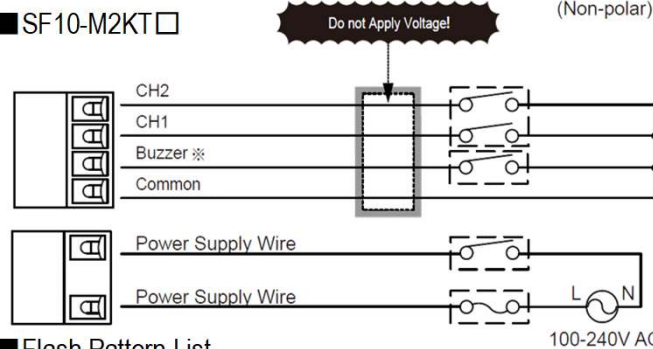 ■SF10-M2KT□
Do not Apply Voltage!
(Non-polar)
CH2
CH1
Buzzer ※
Common
Power Supply Wire
Power Supply Wire
L N
100-240V AC
■Flash Pattern List